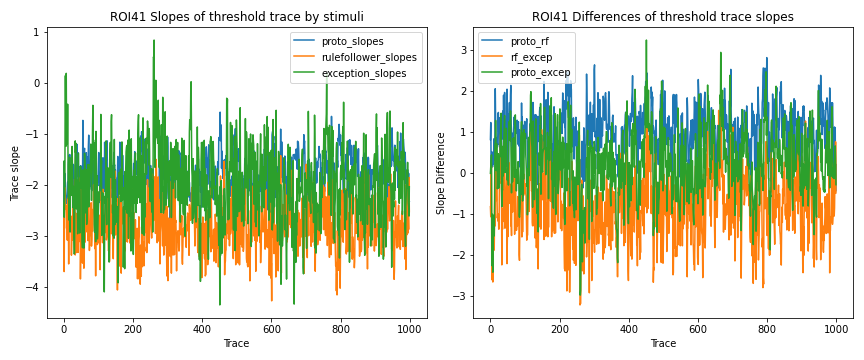 ROI41 Slopes of threshold trace by stimuli
proto_slopes
rulefollower_slopes
exception_slopes
Trace slope
1
0
−1
−2
−3
−4
0
200
400
600
800
1000
Trace
ROI41 Differences of threshold trace slopes
proto_rf
rf_excep
proto_excep
Slope Difference
3
2
1
0
−1
−2
−3
0
200
400
600
800
1000
Trace